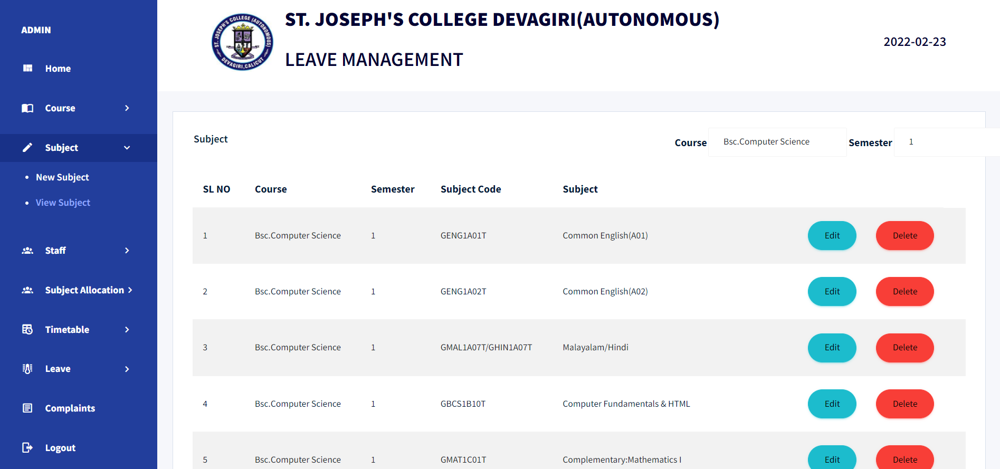 ADMIN
Home
Course
Subject
New Subject
View Subject
Staff
Subject Allocation
Timetable
Leave
Complaints
Logout
ST. JOSEPH'S COLLEGE (AUTONOMOUS)
DEVAGIRI, CALICUT
ST. JOSEPH'S COLLEGE DEVAGIRI(AUTONOMOUS)
LEAVE MANAGEMENT
2022-02-23
Subject
Course Bsc.Computer Science Semester 1
SL NO Course Semester Subject Code Subject
1 Bsc.Computer Science 1 GENG1A01T Common English(A01) Edit Delete
2 Bsc.Computer Science 1 GENG1A02T Common English(A02) Edit Delete
3 Bsc.Computer Science 1 GMAL1A07T/GHIN1A07T Malayalam/Hindi Edit Delete
4 Bsc.Computer Science 1 GBCS1B10T Computer Fundamentals & HTML Edit Delete
5 Bsc.Computer Science 1 GMAT1C01T Complementary:Mathematics I Edit Delete